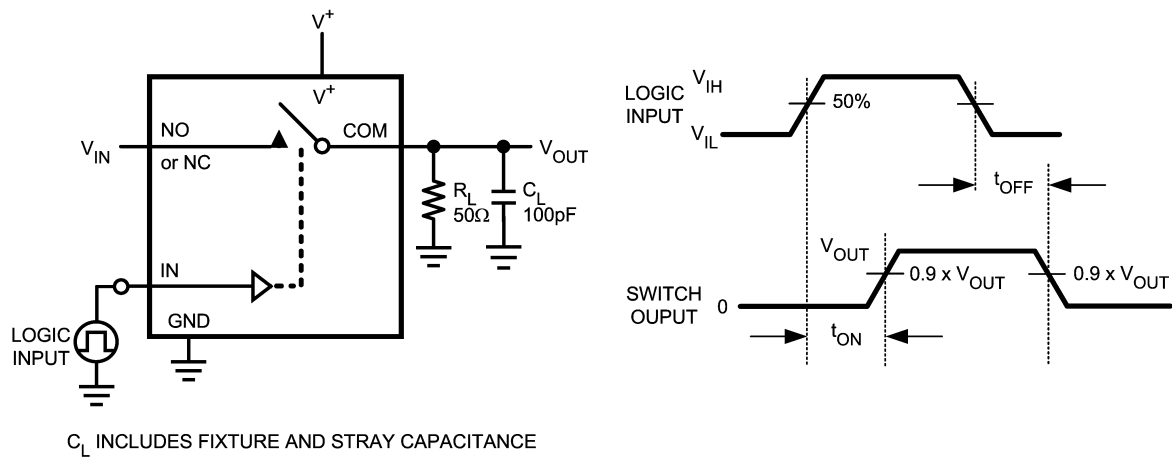 V+
V+
NO
or NC
COM
VIN
VOUT
RL
50Ω
CL
100pF
IN
GND
LOGIC
INPUT
CL INCLUDES FIXTURE AND STRAY CAPACITANCE
LOGIC
INPUT
VIH
VIL
50%
tOFF
VOUT
0.9 x VOUT
0.9 x VOUT
SWITCH
OUPUT
0
tON